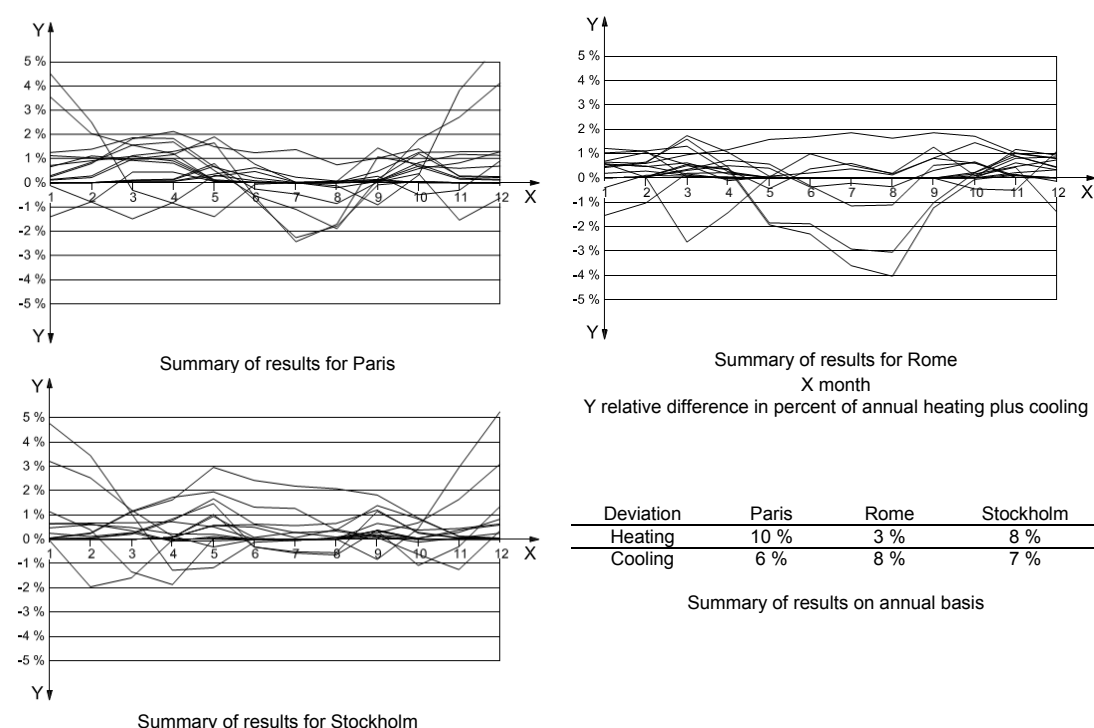 Y
5 %
4 %
3 %
2 %
1 %
0 %
-1 %
-2 %
-3 %
-4 %
-5 %
1 2 3 4 5 6 7 8 9 10 11 12
X
Y
Summary of results for Paris
Y
5 %
4 %
3 %
2 %
1 %
0 %
-1 %
-2 %
-3 %
-4 %
-5 %
1 2 3 4 5 6 7 8 9 10 11 12
X
Y
Summary of results for Rome
X month
Y relative difference in percent of annual heating plus cooling
Y
5 %
4 %
3 %
2 %
1 %
0 %
-1 %
-2 %
-3 %
-4 %
-5 %
1 2 3 4 5 6 7 8 9 10 11 12
X
Y
Summary of results for Stockholm
Deviation Paris Rome Stockholm
Heating 10 % 3 % 8 %
Cooling 6 % 8 % 7 %
Summary of results on annual basis